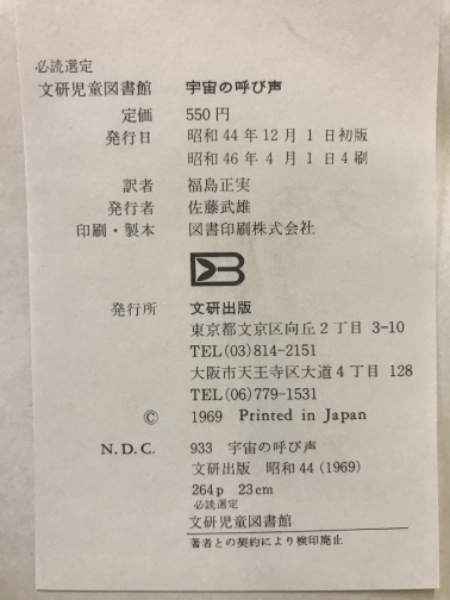 必読選定
文研児童図書館 宇宙の呼び声
定価 550円
発行日 昭和44年12月1日初版
昭和46年4月1日4刷
訳者 福島正実
発行者 佐藤武雄
印刷・製本 図書印刷株式会社
発行所 文研出版
東京都文京区向丘2丁目 3-10
TEL(03)814-2151
大阪市天王寺区大道4丁目 128
TEL(06)779-1531
© 1969 Printed in Japan
N.D.C. 933 宇宙の呼び声
文研出版 昭和44(1969)
264p 23cm
必読選定
文研児童図書館
著者との契約により検印廃止